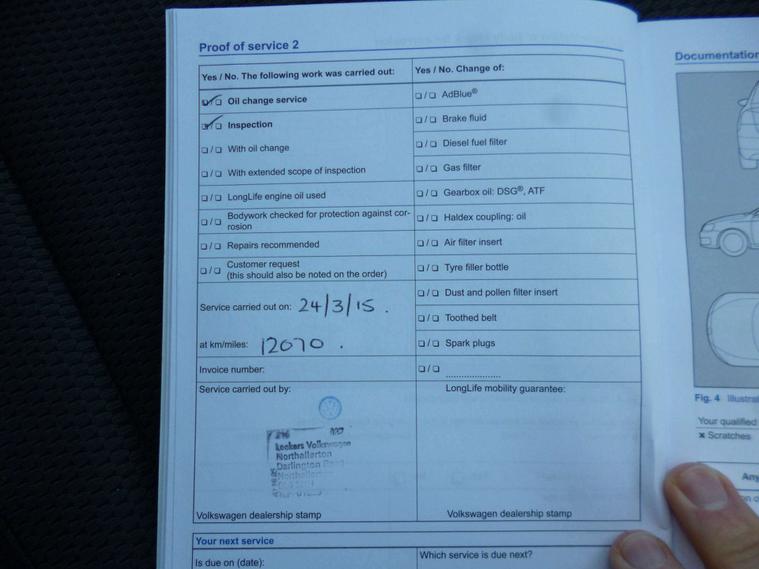 Proof of service 2
Yes / No. The following work was carried out:
❑ / ❑ Oil change service
❑ / ❑ Inspection
❑ / ❑ With oil change
❑ / ❑ With extended scope of inspection
❑ / ❑ LongLife engine oil used
❑ / ❑ Bodywork checked for protection against cor-
rosion
❑ / ❑ Repairs recommended
❑ / ❑ Customer request
(this should also be noted on the order)
Service carried out on: 24/3/15.
at km/miles: 12070.
Invoice number:
Service carried out by:
Lookers Volkswagen
Northallerton
Darlington Road
Northallerton
Volkswagen dealership stamp
Yes / No. Change of:
❑ / ❑ AdBlue®
❑ / ❑ Brake fluid
❑ / ❑ Diesel fuel filter
❑ / ❑ Gas filter
❑ / ❑ Gearbox oil: DSG®, ATF
❑ / ❑ Haldex coupling: oil
❑ / ❑ Air filter insert
❑ / ❑ Tyre filler bottle
❑ / ❑ Dust and pollen filter insert
❑ / ❑ Toothed belt
❑ / ❑ Spark plugs
❑ / ❑ ....................
LongLife mobility guarantee:
Volkswagen dealership stamp
Your next service
Is due on (date):
Which service is due next?
Documentation
Fig. 4
Your qualified
× Scratches
Any